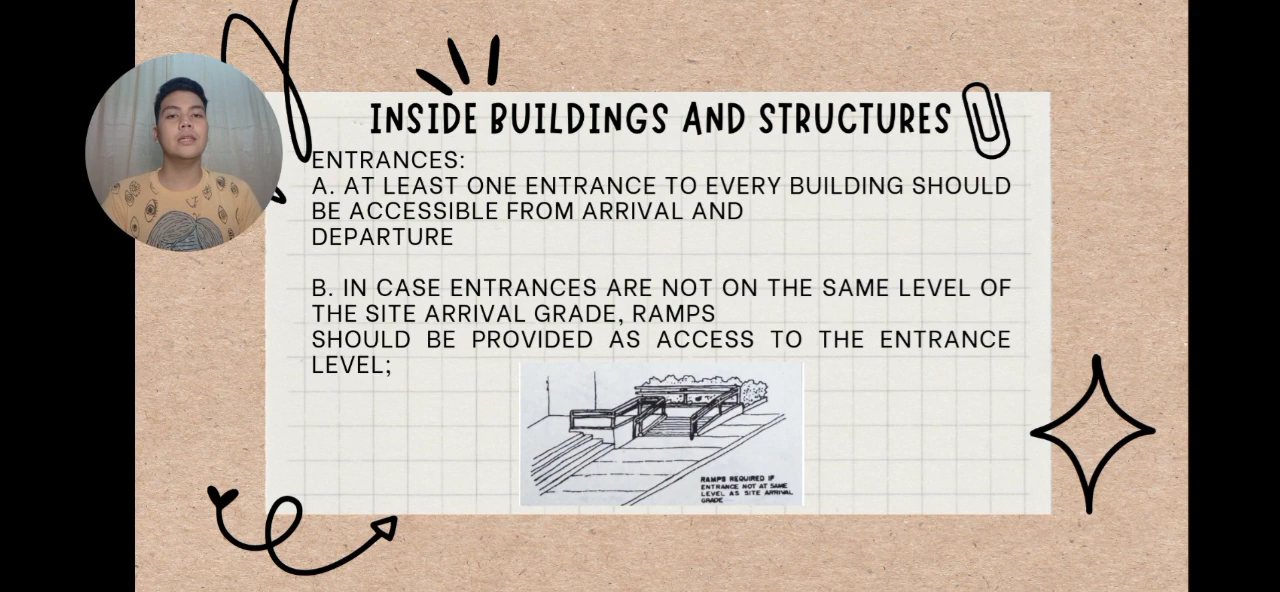 INSIDE BUILDINGS AND STRUCTURES
ENTRANCES:
A. AT LEAST ONE ENTRANCE TO EVERY BUILDING SHOULD
BE ACCESSIBLE FROM ARRIVAL AND
DEPARTURE
B. IN CASE ENTRANCES ARE NOT ON THE SAME LEVEL OF
THE SITE ARRIVAL GRADE, RAMPS
SHOULD BE PROVIDED AS ACCESS TO THE ENTRANCE
LEVEL;
RAMPS REQUIRED IF
ENTRANCE NOT AT SAME
LEVEL AS SITE ARRIVAL
GRADE